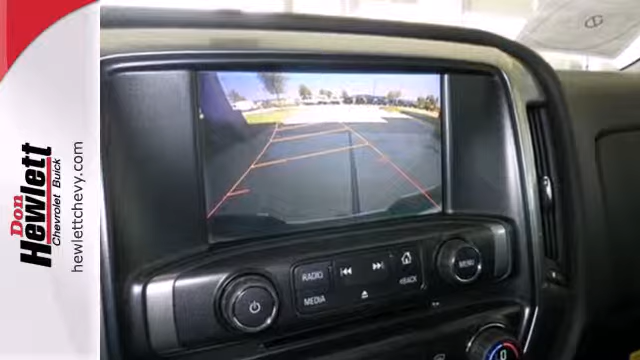 Don
Hewlett
Chevrolet Buick
hewlettchevy.com
RADIO
MEDIA
BACK
MENU